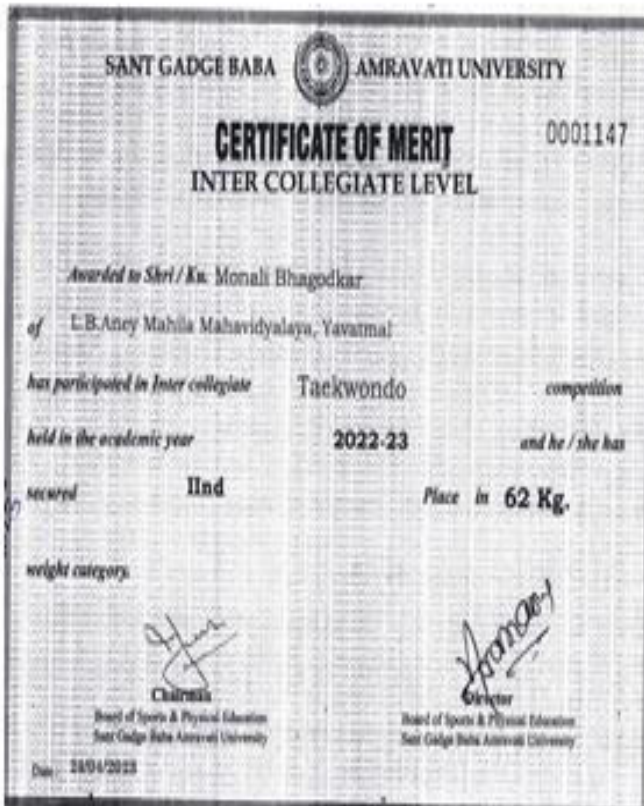 SANT GADGE BABA AMRAVATI UNIVERSITY
CERTIFICATE OF MERIT 0001147
INTER COLLEGIATE LEVEL
Awarded to Shri / Ku. Monali Bhagodkar
of L.B.Aney Mahila Mahavidyalaya, Yavatmal
has participated in Inter collegiate Taekwondo competition
held in the academic year 2022-23 and he / she has
secured IInd Place in 62 Kg.
weight category.
Chairman Director
Board of Sports & Physical Education Board of Sports & Physical Education
Sant Gadge Baba Amravati University Sant Gadge Baba Amravati University
Date :